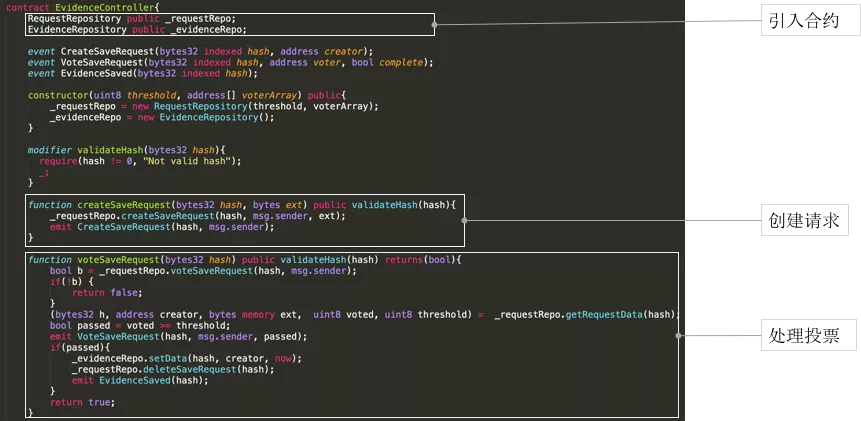 contract EvidenceController{
RequestRepository public _requestRepo;
EvidenceRepository public _evidenceRepo;
引入合约
event CreateSaveRequest(bytes32 indexed hash, address creator);
event VoteSaveRequest(bytes32 indexed hash, address voter, bool complete);
event EvidenceSaved(bytes32 indexed hash);
constructor(uint8 threshold, address[] voterArray) public{
_requestRepo = new RequestRepository(threshold, voterArray);
_evidenceRepo = new EvidenceRepository();
}
modifier validateHash(bytes32 hash){
require(hash != 0, "Not valid hash");
_;
}
function createSaveRequest(bytes32 hash, bytes ext) public validateHash(hash){
_requestRepo.createSaveRequest(hash, msg.sender, ext);
emit CreateSaveRequest(hash, msg.sender);
}
创建请求
function voteSaveRequest(bytes32 hash) public validateHash(hash) returns(bool){
bool b = _requestRepo.voteSaveRequest(hash, msg.sender);
if(!b) {
return false;
}
(bytes32 h, address creator, bytes memory ext, uint8 voted, uint8 threshold) = _requestRepo.getRequestData(hash);
bool passed = voted >= threshold;
emit VoteSaveRequest(hash, msg.sender, passed);
if(passed){
_evidenceRepo.setData(hash, creator, now);
_requestRepo.deleteSaveRequest(hash);
emit EvidenceSaved(hash);
}
return true;
}
处理投票